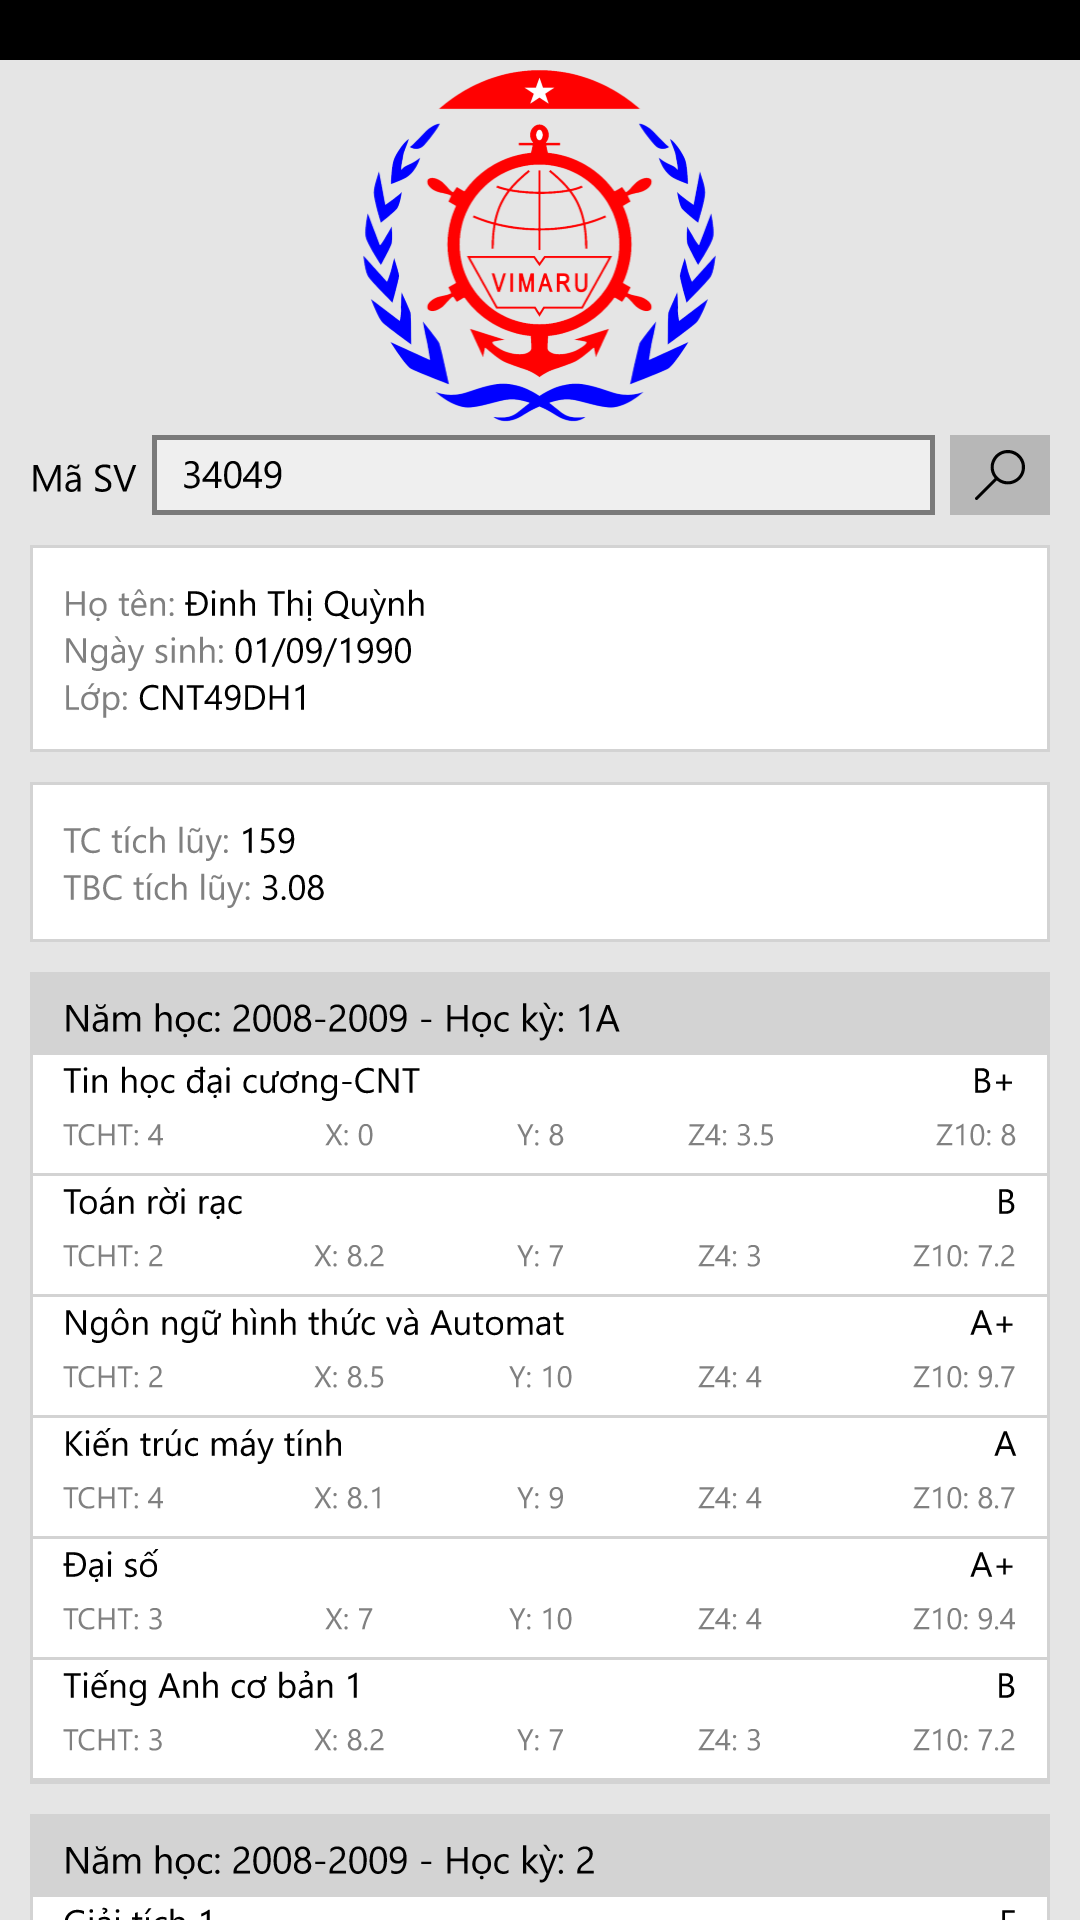 VIMARU
Mã SV 34049
Họ tên: Đinh Thị Quỳnh
Ngày sinh: 01/09/1990
Lớp: CNT49DH1
TC tích lũy: 159
TBC tích lũy: 3.08
Năm học: 2008-2009 - Học kỳ: 1A
Tin học đại cương-CNT B+
TCHT: 4 X: 0 Y: 8 Z4: 3.5 Z10: 8
Toán rời rạc B
TCHT: 2 X: 8.2 Y: 7 Z4: 3 Z10: 7.2
Ngôn ngữ hình thức và Automat A+
TCHT: 2 X: 8.5 Y: 10 Z4: 4 Z10: 9.7
Kiến trúc máy tính A
TCHT: 4 X: 8.1 Y: 9 Z4: 4 Z10: 8.7
Đại số A+
TCHT: 3 X: 7 Y: 10 Z4: 4 Z10: 9.4
Tiếng Anh cơ bản 1 B
TCHT: 3 X: 8.2 Y: 7 Z4: 3 Z10: 7.2
Năm học: 2008-2009 - Học kỳ: 2
Giải tích 1